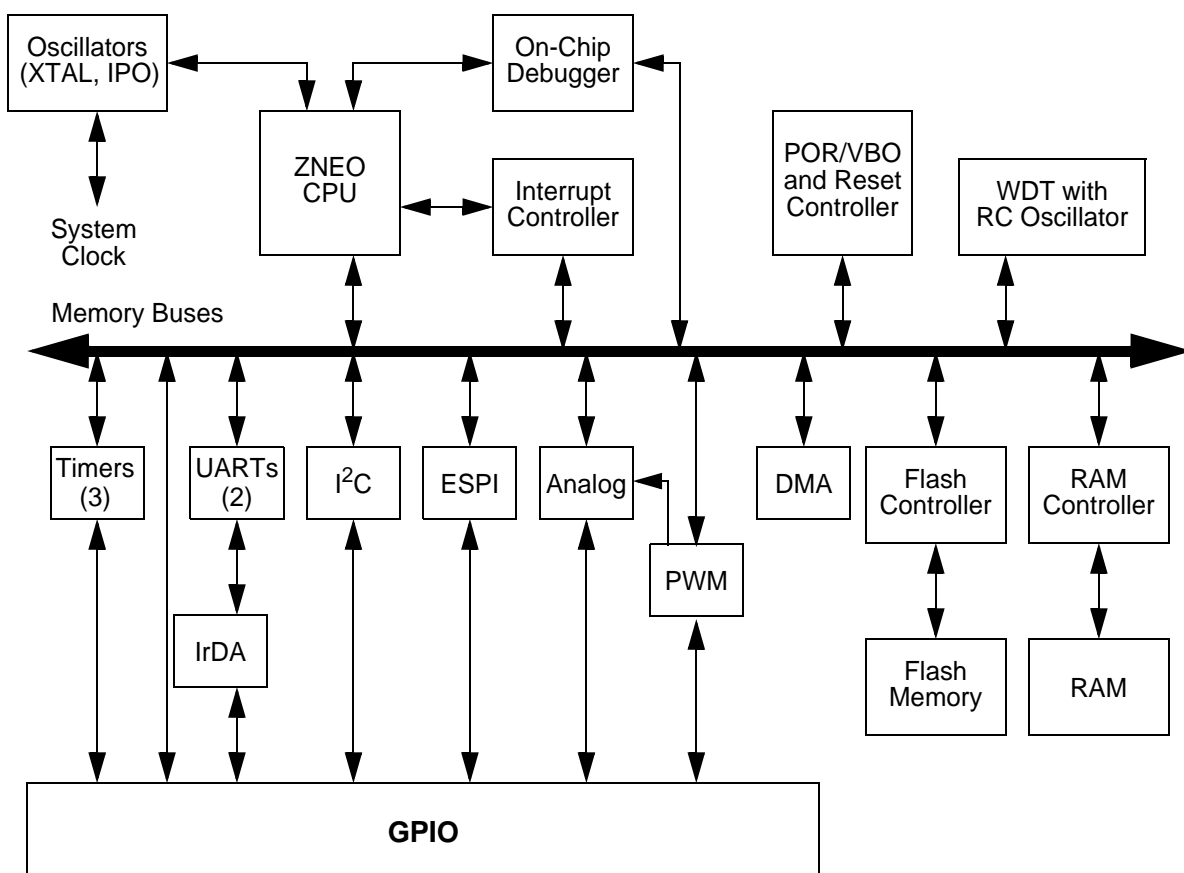 Oscillators
(XTAL, IPO)
On-Chip
Debugger
ZNEO
CPU
Interrupt
Controller
POR/VBO
and Reset
Controller
WDT with
RC Oscillator
System
Clock
Memory Buses
Timers
(3)
UARTs
(2)
I²C
ESPI
Analog
DMA
Flash
Controller
RAM
Controller
PWM
IrDA
Flash
Memory
RAM
GPIO